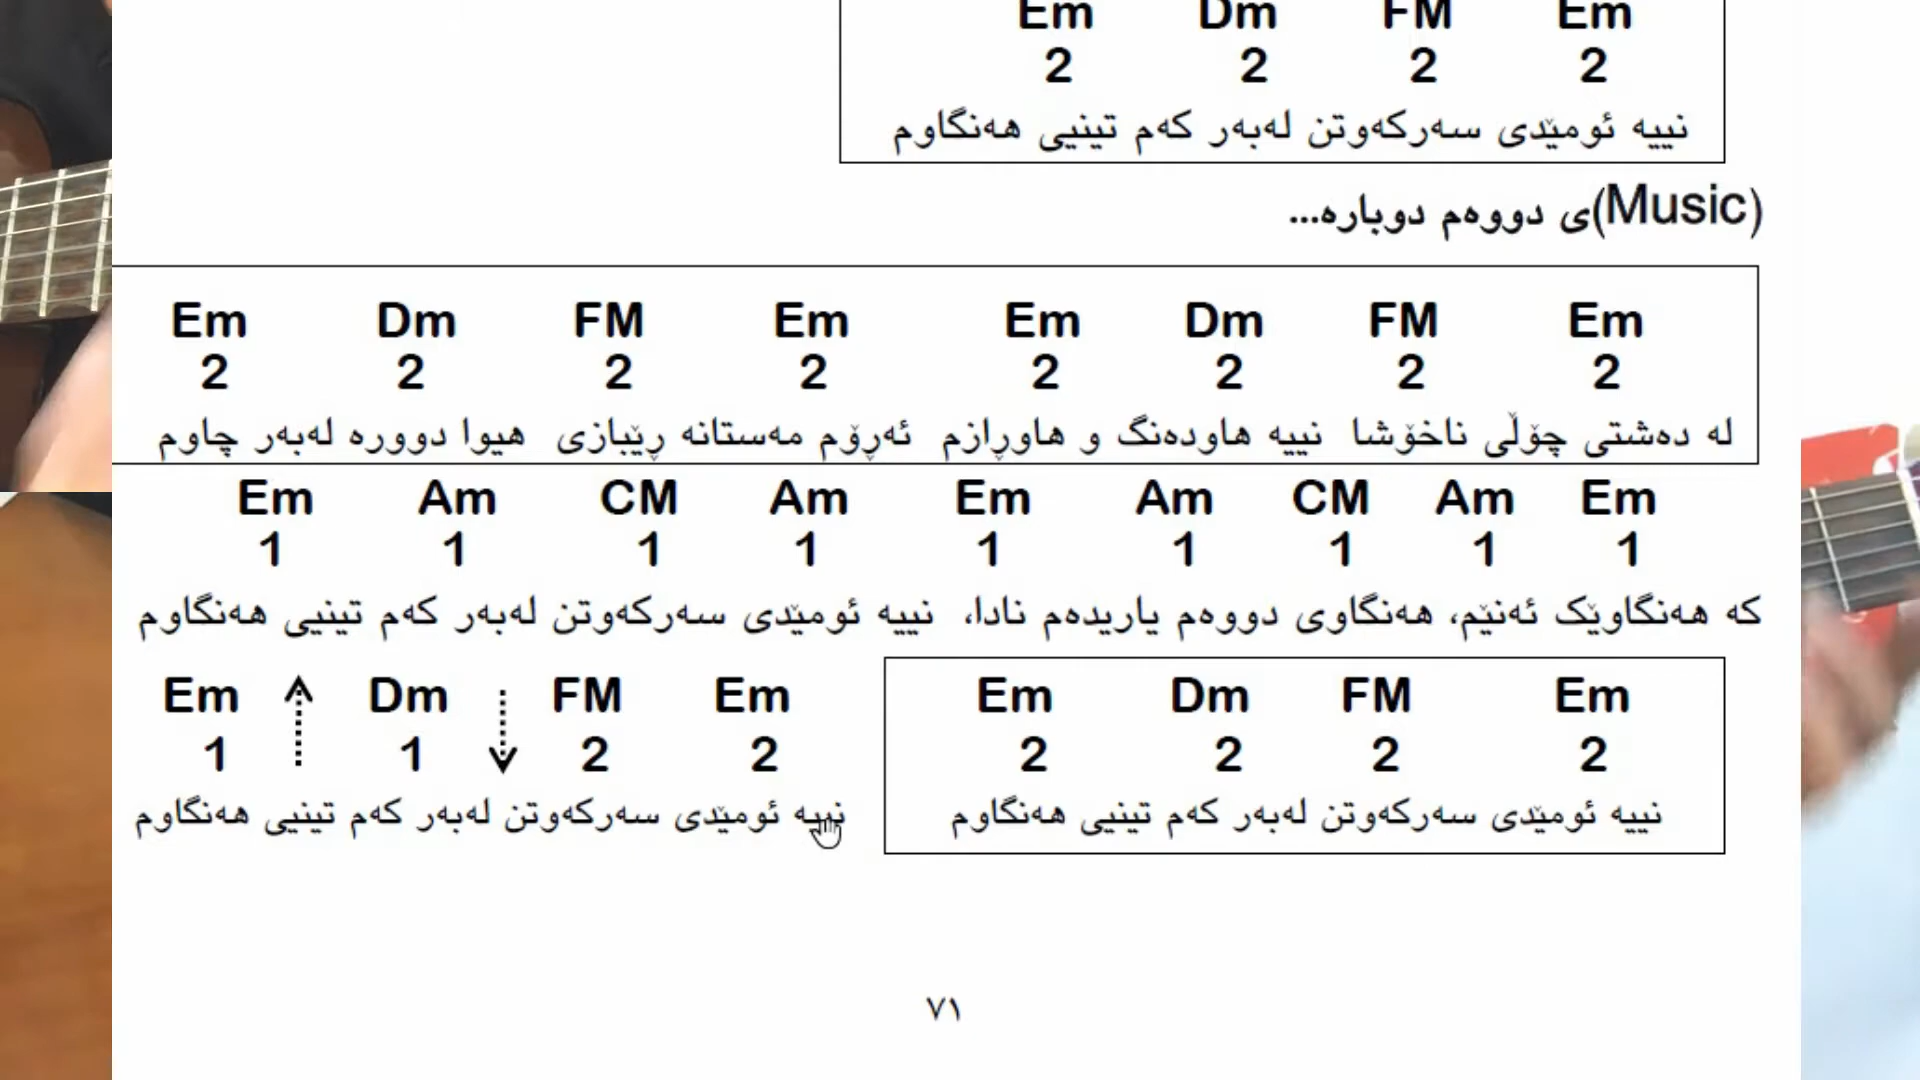 Em Dm FM Em
2 2 2 2
نییە ئومێدی سەرکەوتن لەبەر کەم تینیی هەنگاوم
(Music)ی دووەم دوبارە...
Em Dm FM Em Em Dm FM Em
2 2 2 2 2 2 2 2
لە دەشتی چۆڵی ناخۆشا نییە هاودەنگ و هاوڕازم ئەڕۆم مەستانە ڕێبازی هیوا دوورە لەبەر چاوم
Em Am CM Am Em Am CM Am Em
1 1 1 1 1 1 1 1 1
کە هەنگاوێک ئەنێم، هەنگاوی دووەم یاریدەم نادا، نییە ئومێدی سەرکەوتن لەبەر کەم تینیی هەنگاوم
Em Dm FM Em Em Dm FM Em
1 1 2 2 2 2 2 2
نییە ئومێدی سەرکەوتن لەبەر کەم تینیی هەنگاوم نییە ئومێدی سەرکەوتن لەبەر کەم تینیی هەنگاوم
٧١